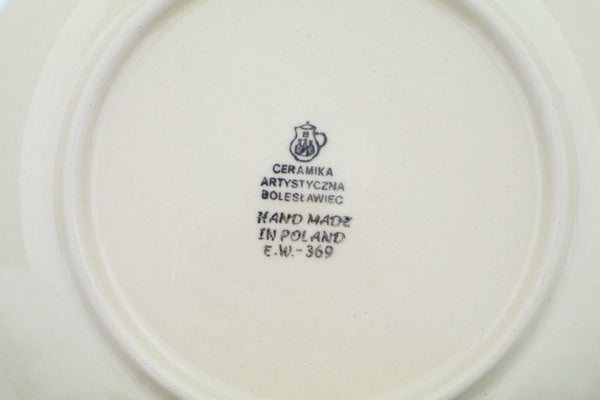 B
CERAMIKA
ARTYSTYCZNA
BOLESŁAWIEC
HAND MADE
IN POLAND
E.W.-369